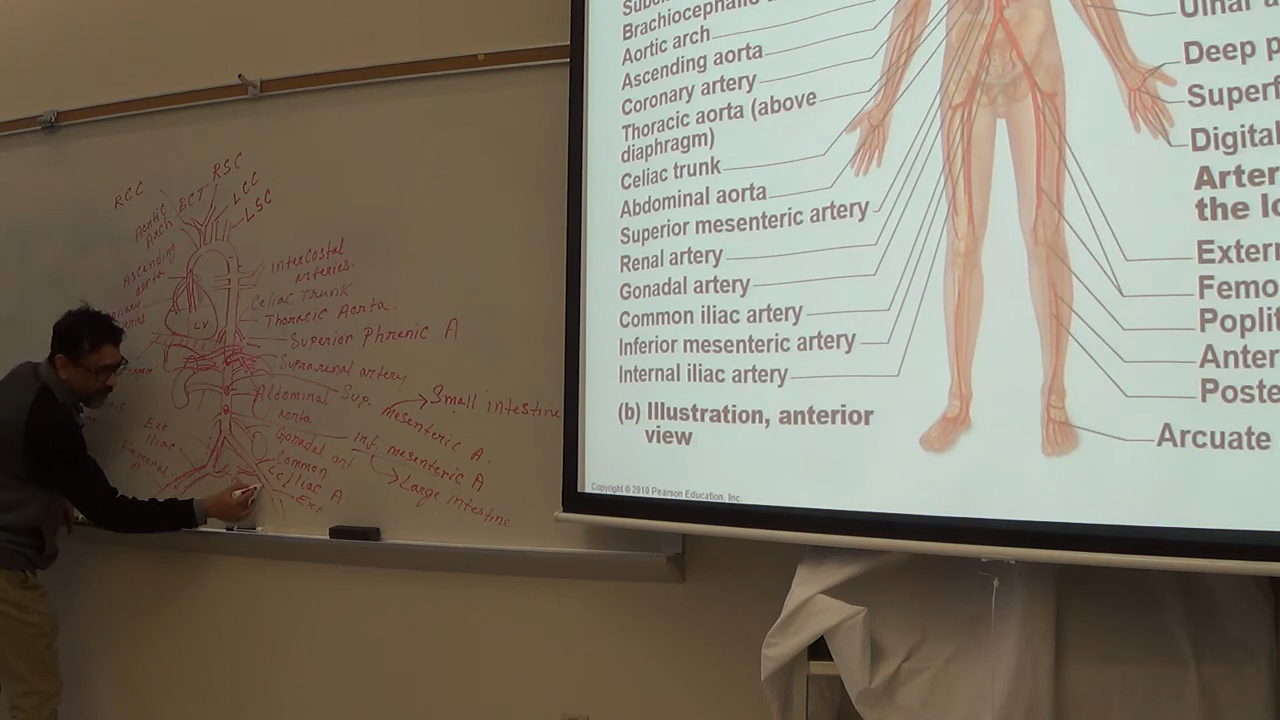 RCC
BCT
RSC
LCC
LSC
Aortic
Arch
Ascending
aorta
InterCostal
arteries.
Celiac Trunk
Thoracic Aorta.
Superior Phrenic A
Suprarenal artery
Abdominal
aorta
Sup.
mesenteric A.
Small intestine
Gonadal art
Inf. mesenteric A
Large intestine
Common
Iliac A
Ext
Ext
Iliac
Femoral
A
LV
Brachiocephalic
Aortic arch
Ascending aorta
Coronary artery
Thoracic aorta (above
diaphragm)
Celiac trunk
Abdominal aorta
Superior mesenteric artery
Renal artery
Gonadal artery
Common iliac artery
Inferior mesenteric artery
Internal iliac artery
(b) Illustration, anterior
view
Copyright © 2010 Pearson Education, Inc.
Ulnar a
Deep p
Superf
Digital
Arter
the lo
Extern
Femo
Poplit
Anter
Poste
Arcuate